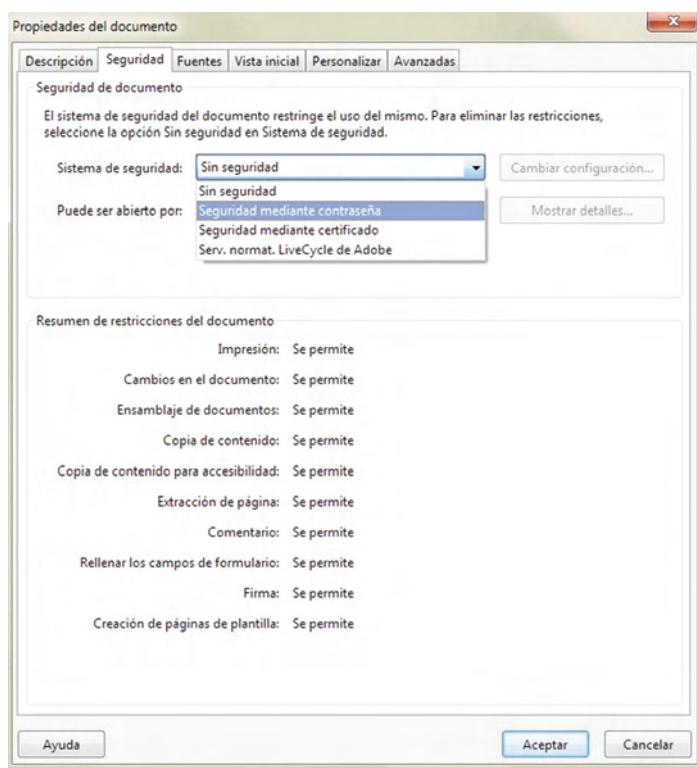 Propiedades del documento
Descripción Seguridad Fuentes Vista inicial Personalizar Avanzadas
Seguridad de documento
El sistema de seguridad del documento restringe el uso del mismo. Para eliminar las restricciones,
seleccione la opción Sin seguridad en Sistema de seguridad.
Sistema de seguridad: Sin seguridad Cambiar configuración...
Sin seguridad
Puede ser abierto por: Seguridad mediante contraseña Mostrar detalles...
Seguridad mediante certificado
Serv. normat. LiveCycle de Adobe
Resumen de restricciones del documento
Impresión: Se permite
Cambios en el documento: Se permite
Ensamblaje de documentos: Se permite
Copia de contenido: Se permite
Copia de contenido para accesibilidad: Se permite
Extracción de página: Se permite
Comentario: Se permite
Rellenar los campos de formulario: Se permite
Firma: Se permite
Creación de páginas de plantilla: Se permite
Ayuda Aceptar Cancelar